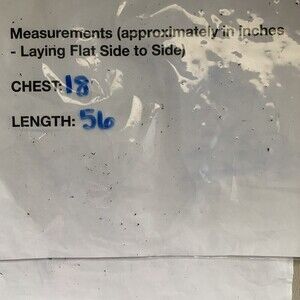 Measurements (approximately in inches
- Laying Flat Side to Side)
CHEST: 18
LENGTH: 56